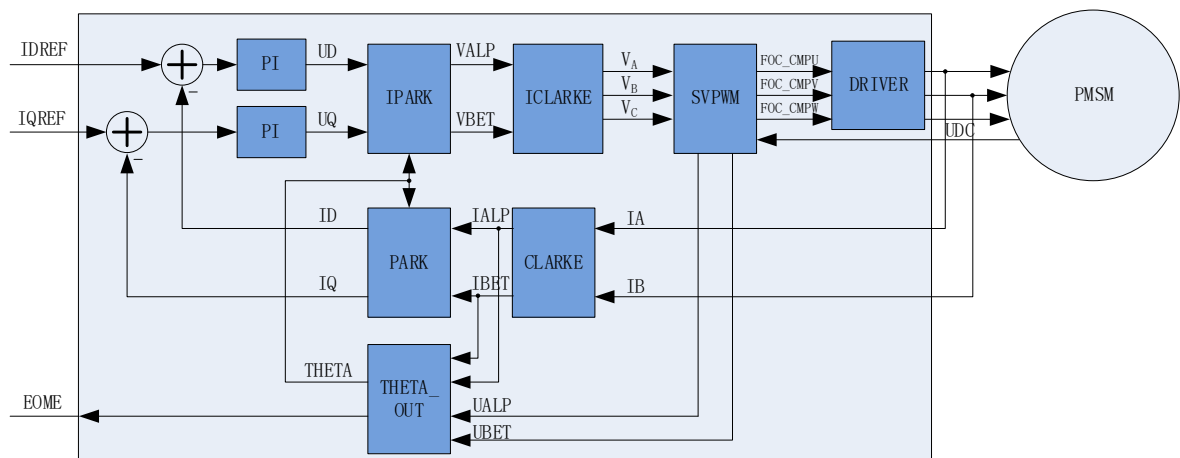 IDREF
PI
UD
IPARK
VALP
ICLARKE
VA
VB
VC
SVPWM
FOC_CMPU
FOC_CMPV
FOC_CMPW
DRIVER
PMSM
IQREF
PI
UQ
VBET
UDC
ID
IQ
PARK
IALP
IBET
CLARKE
IA
IB
THETA
THETA_
OUT
UALP
UBET
EOME